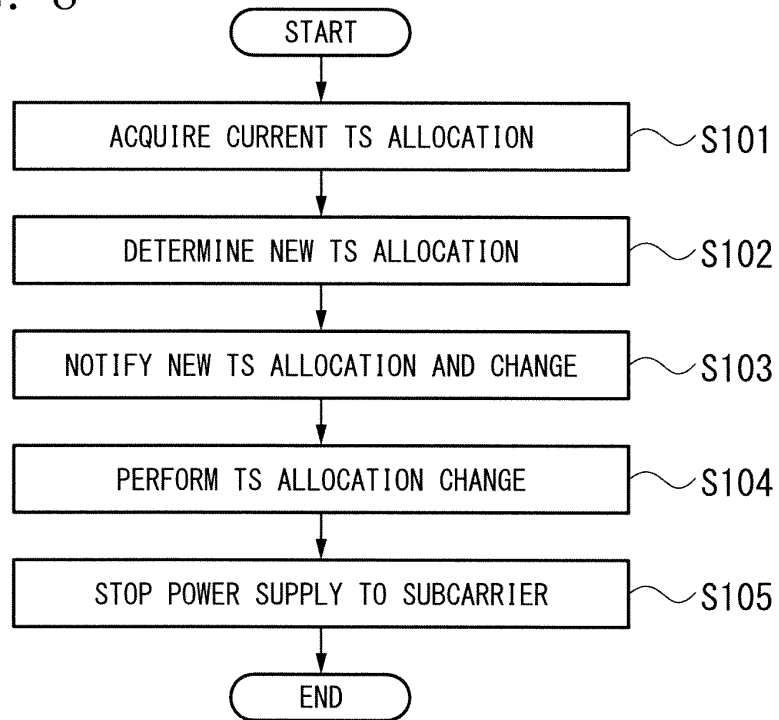 8
START
ACQUIRE CURRENT TS ALLOCATION
S101
DETERMINE NEW TS ALLOCATION
S102
NOTIFY NEW TS ALLOCATION AND CHANGE
S103
PERFORM TS ALLOCATION CHANGE
S104
STOP POWER SUPPLY TO SUBCARRIER
S105
END